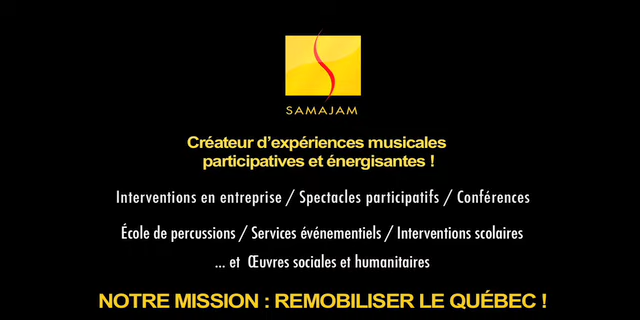 SAMAJAM
Créateur d'expériences musicales
participatives et énergisantes !
Interventions en entreprise / Spectacles participatifs / Conférences
École de percussions / Services événementiels / Interventions scolaires
... et Œuvres sociales et humanitaires
NOTRE MISSION : REMOBILISER LE QUÉBEC !